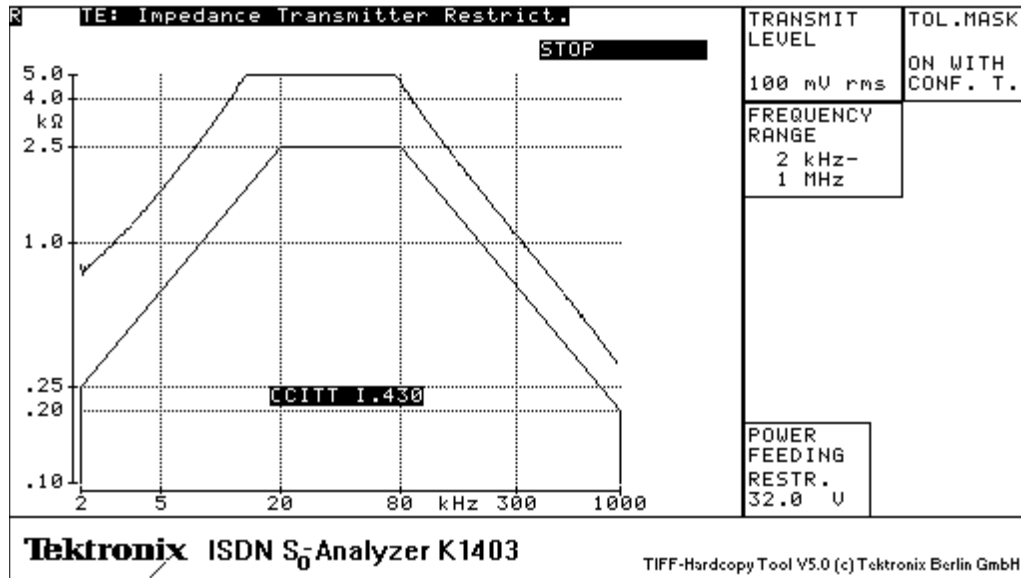 R TE: Impedance Transmitter Restrict.
STOP
5.0
4.0
kΩ
2.5
1.0
.25
.20
.10
CCITT I.430
2 5 20 80 kHz 300 1000
TRANSMIT
LEVEL
100 mV rms
TOL.MASK
ON WITH
CONF. T.
FREQUENCY
RANGE
2 kHz-
1 MHz
POWER
FEEDING
RESTR.
32.0 V
Tektronix ISDN S0-Analyzer K1403
TIFF-Hardcopy Tool V5.0 (c) Tektronix Berlin GmbH